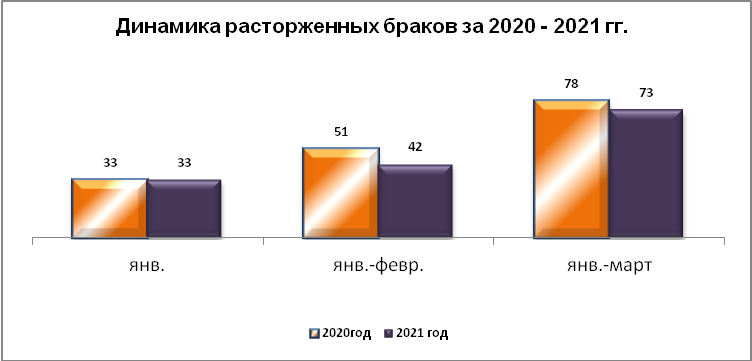 Динамика расторженных браков за 2020 - 2021 гг.
33 33 51 42 78 73
янв. янв.-февр. янв.-март
2020год 2021 год